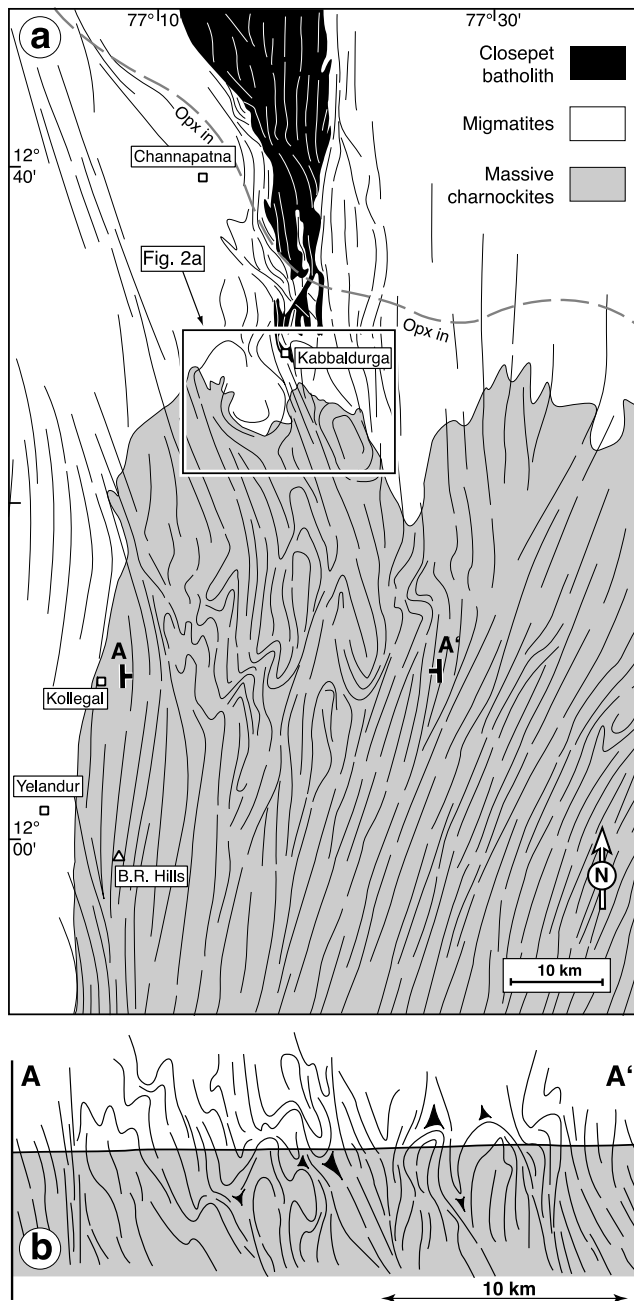 77° 10'
77° 30'
a
Closepet
batholith
Opx in
Migmatites
12°
40'
Channapatna
Massive
charnockites
Fig. 2a
Opx in
Kabbaldurga
A
A'
Kollegal
Yelandur
12°
00'
B.R. Hills
N
10 km
A
A'
b
10 km